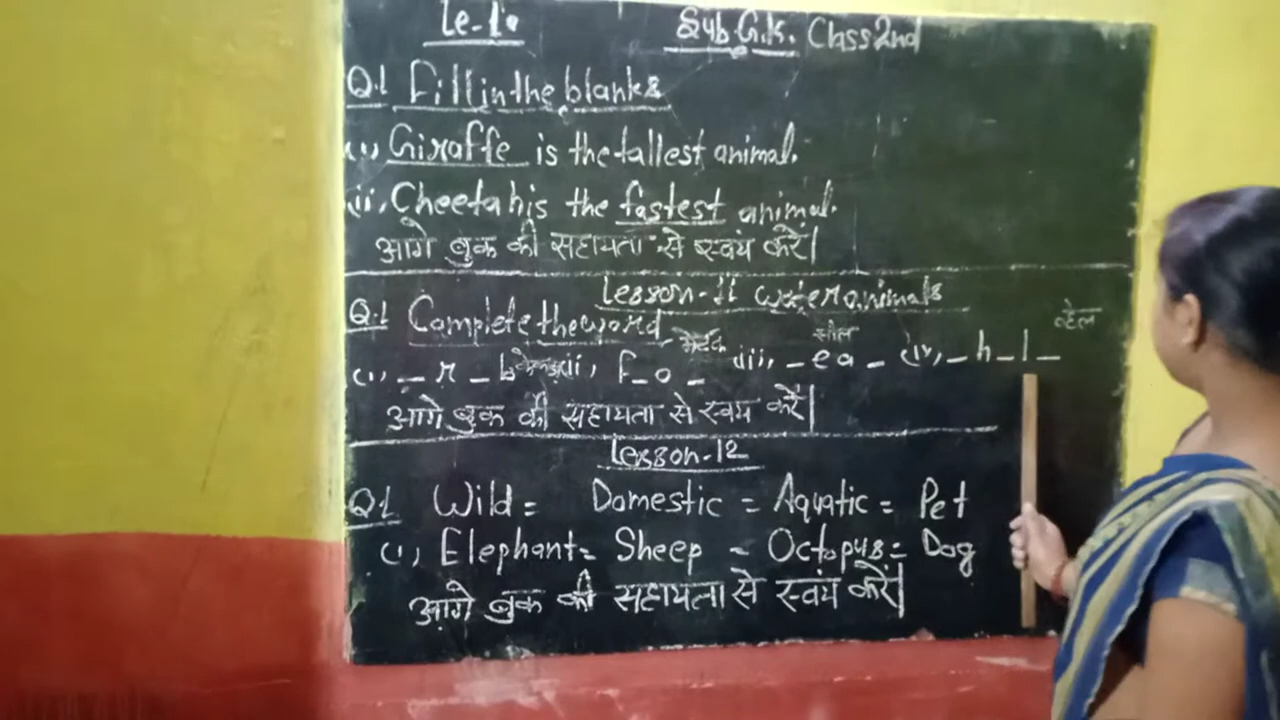 Le-10 Sub. G.K. Class 2nd
Q.1 Fill in the blanks
(i) Giraffe is the tallest animal.
(ii. Cheetah is the fastest animal.
आगे बुक की सहायता से स्वयं करें।
Lesson-11 water animals
Q.1 Complete the word
(i) _ r _ b केकड़ा ii, f _ o _ मेंढक iii, _ e a _ सील (iv, _ h _ l _ व्हेल
आगे बुक की सहायता से स्वयं करें।
Lesson-12
Q1 Wild = Domestic = Aquatic = Pet
(i) Elephant = Sheep = Octopus = Dog
आगे बुक की सहायता से स्वयं करें।